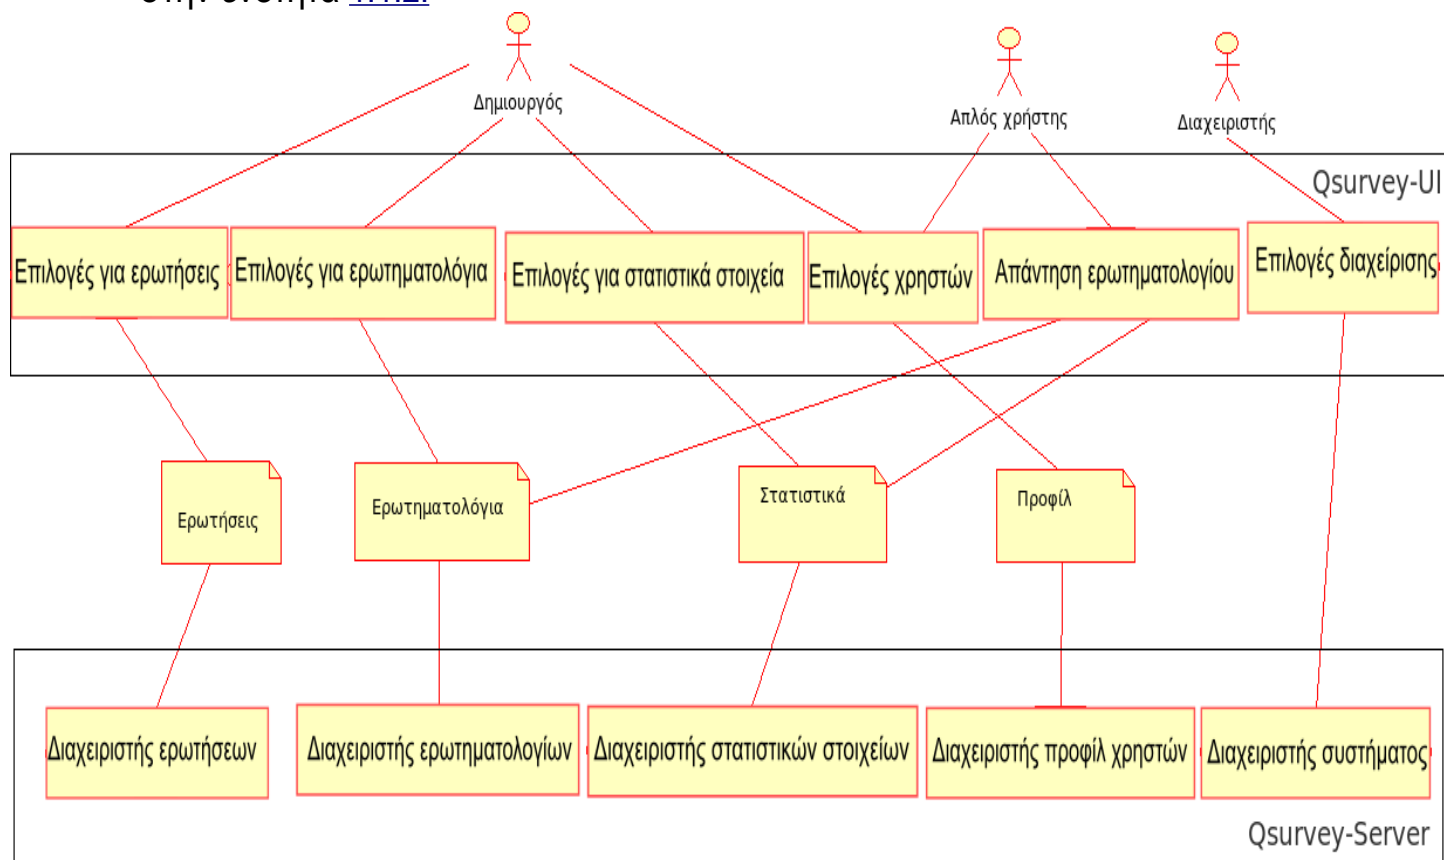 στην ενότητα
Δημιουργός
Απλός χρήστης
Διαχειριστής
Qsurvey-UI
Επιλογές για ερωτήσεις
Επιλογές για ερωτηματολόγια
Επιλογές για στατιστικά στοιχεία
Επιλογές χρηστών
Απάντηση ερωτηματολογίου
Επιλογές διαχείρισης
Ερωτήσεις
Ερωτηματολόγια
Στατιστικά
Προφίλ
Διαχειριστής ερωτήσεων
Διαχειριστής ερωτηματολογίων
Διαχειριστής στατιστικών στοιχείων
Διαχειριστής προφίλ χρηστών
Διαχειριστής συστήματος
Qsurvey-Server